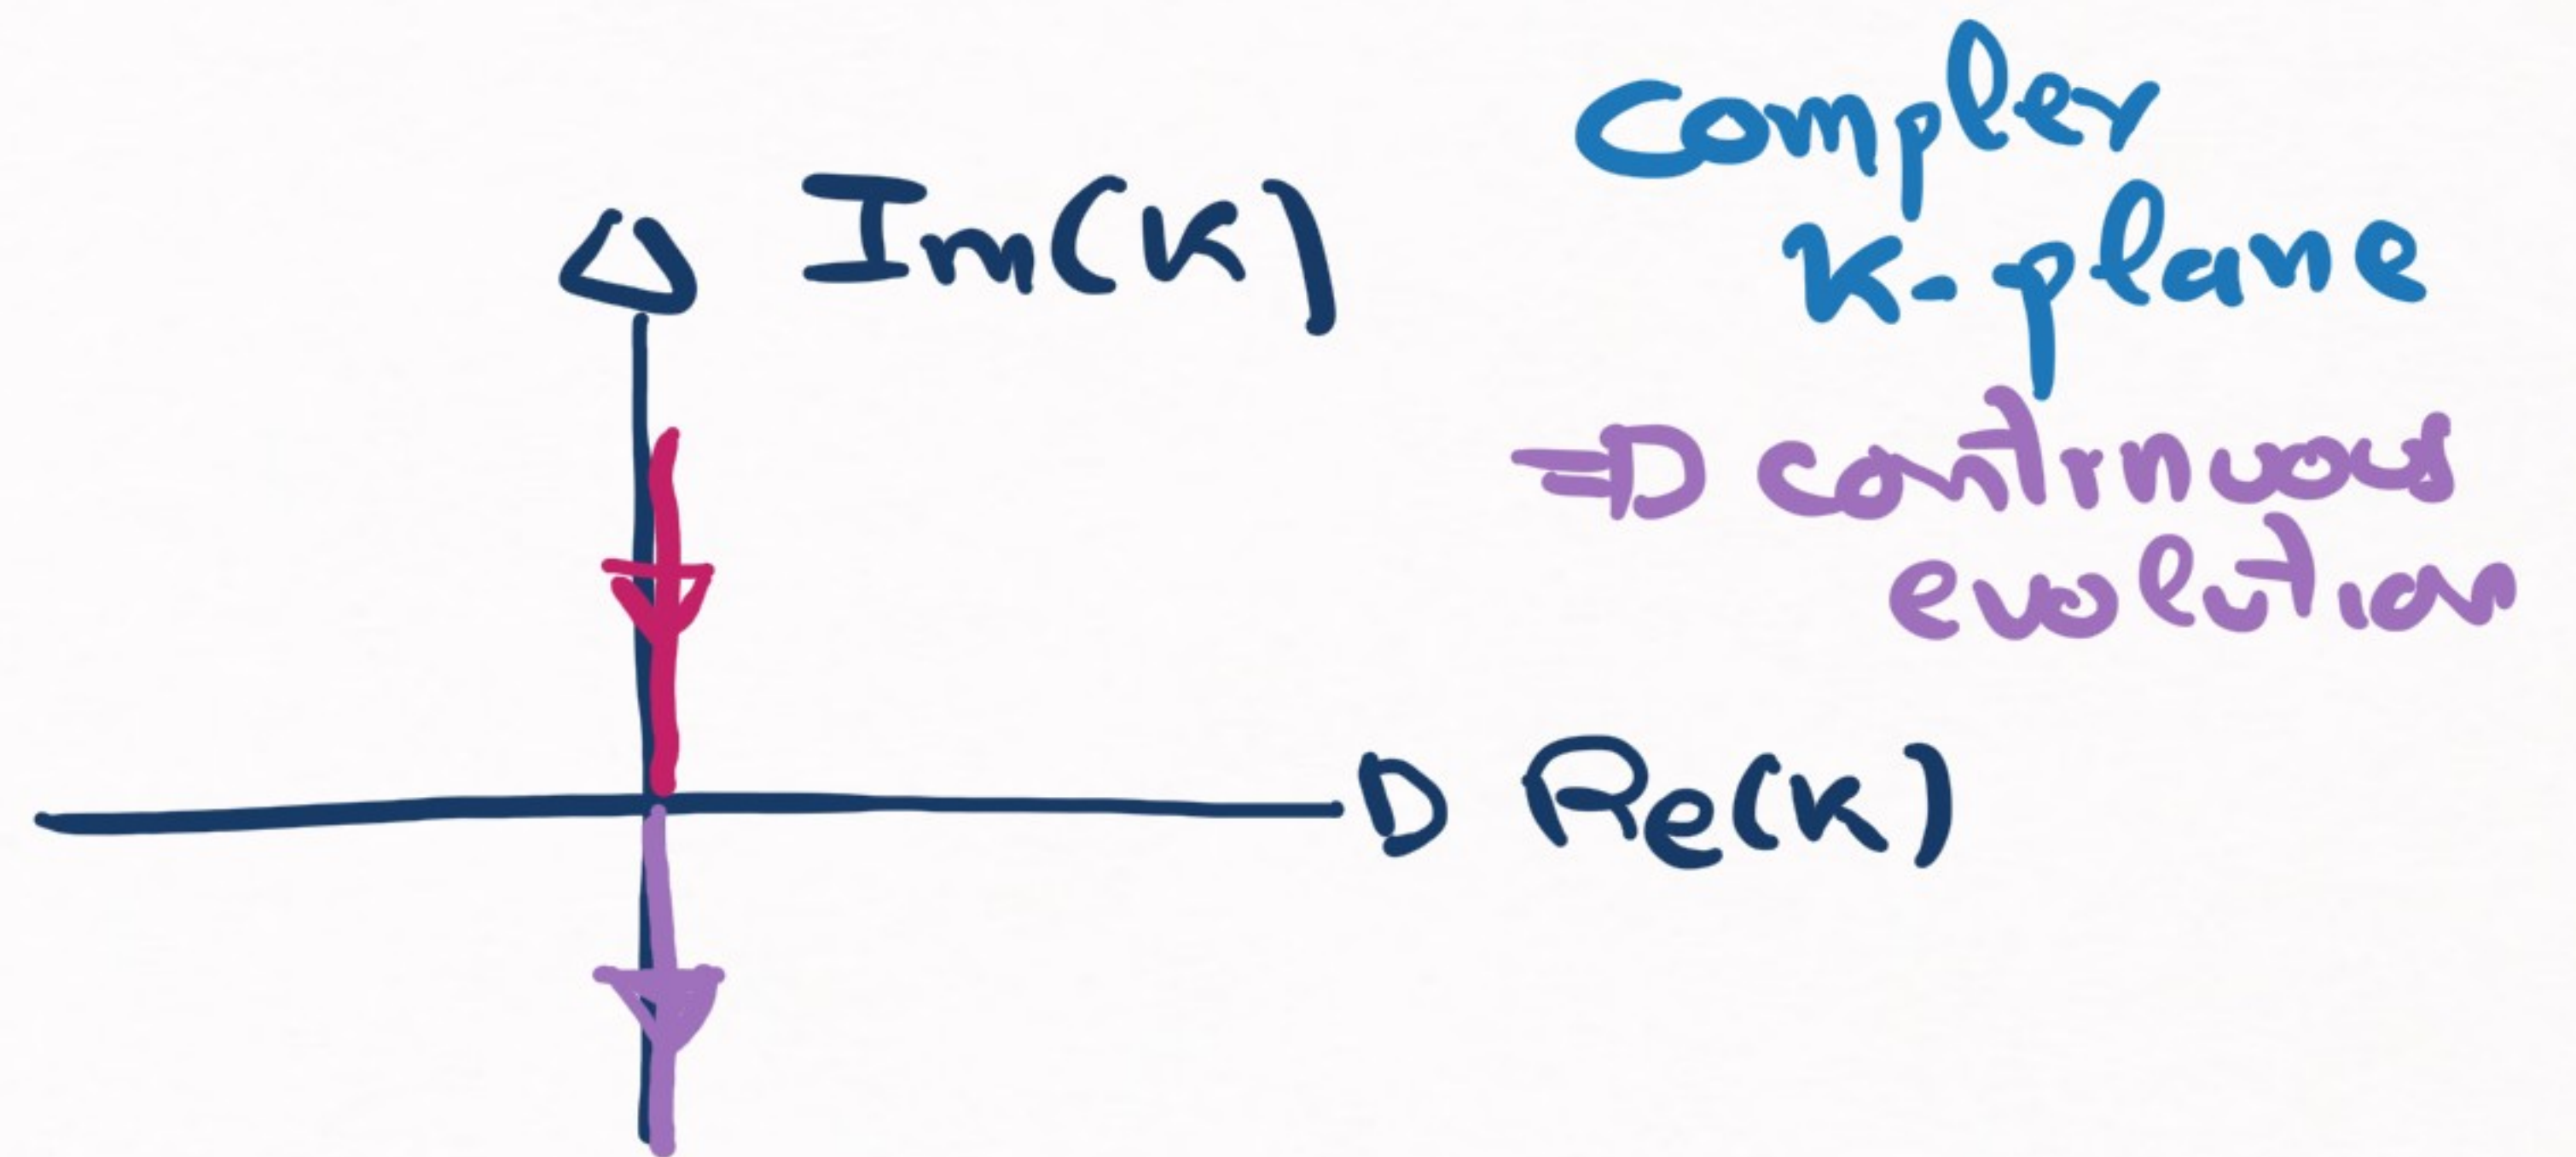 Im(K)
Complex
K-plane
⇒ continuous
evolution
Re(K)